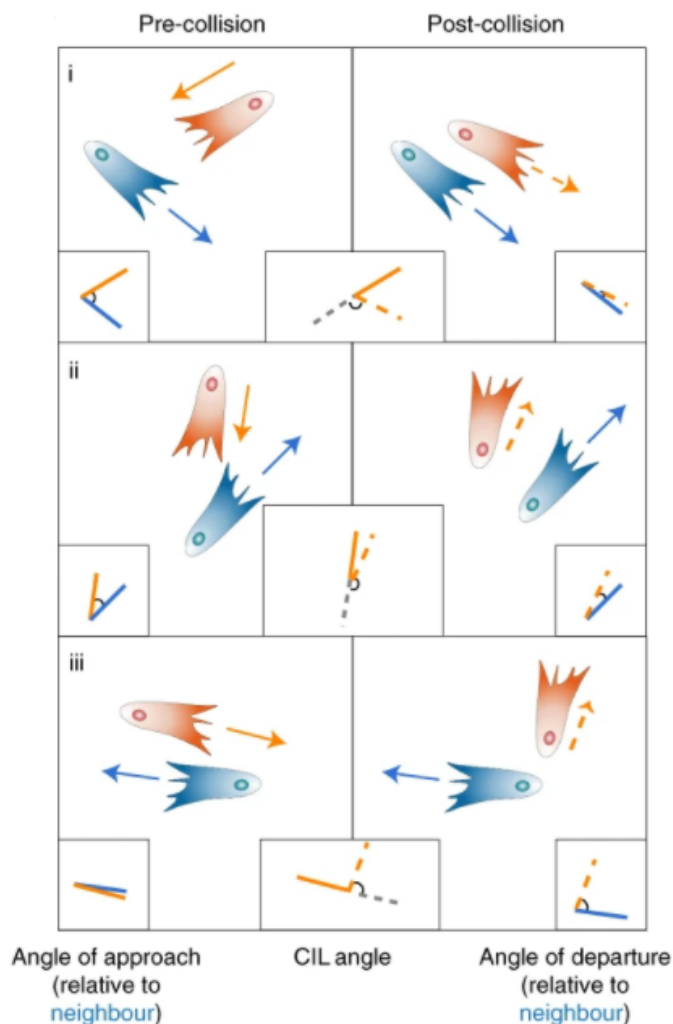 Pre-collision
Post-collision
i
ii
iii
Angle of approach
(relative to
neighbour)
CIL angle
Angle of departure
(relative to
neighbour)